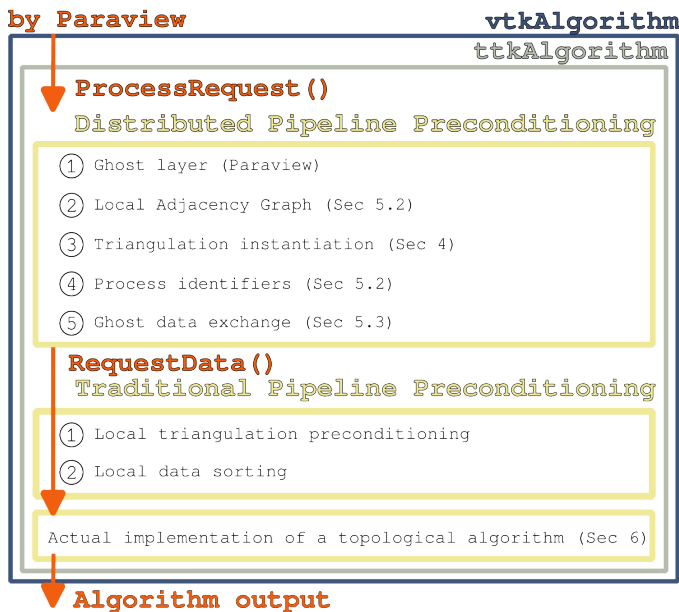 by Paraview
vtkAlgorithm
ttkAlgorithm
ProcessRequest()
Distributed Pipeline Preconditioning
1 Ghost layer (Paraview)
2 Local Adjacency Graph (Sec 5.2)
3 Triangulation instantiation (Sec 4)
4 Process identifiers (Sec 5.2)
5 Ghost data exchange (Sec 5.3)
RequestData()
Traditional Pipeline Preconditioning
1 Local triangulation preconditioning
2 Local data sorting
Actual implementation of a topological algorithm (Sec 6)
Algorithm output